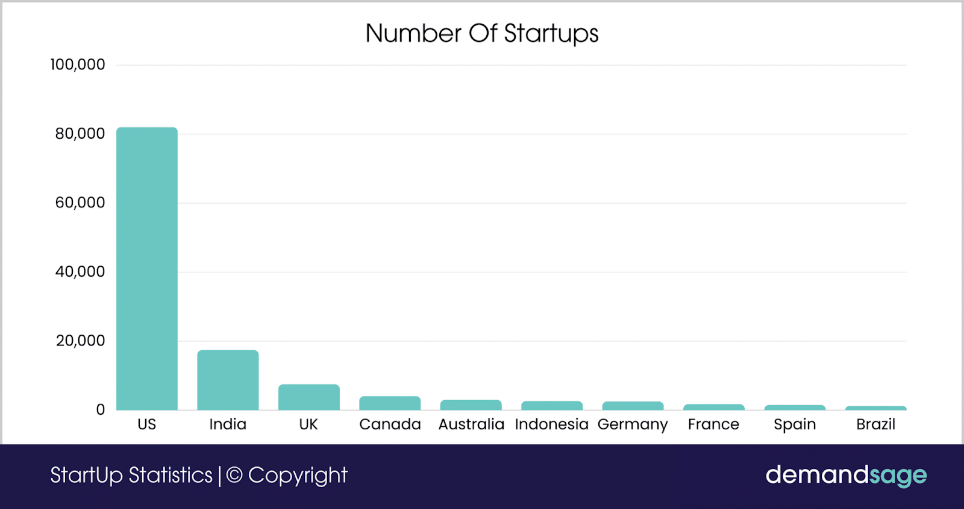 Number Of Startups
100,000
80,000
60,000
40,000
20,000
0
US India UK Canada Australia Indonesia Germany France Spain Brazil
StartUp Statistics | © Copyright
demandsage